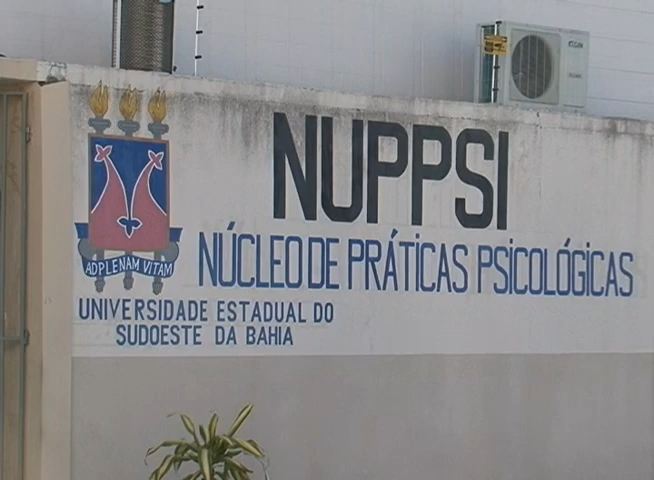 NUPPSI
NÚCLEO DE PRÁTICAS PSICOLÓGICAS
AD PLENAM VITAM
UNIVERSIDADE ESTADUAL DO
SUDOESTE DA BAHIA